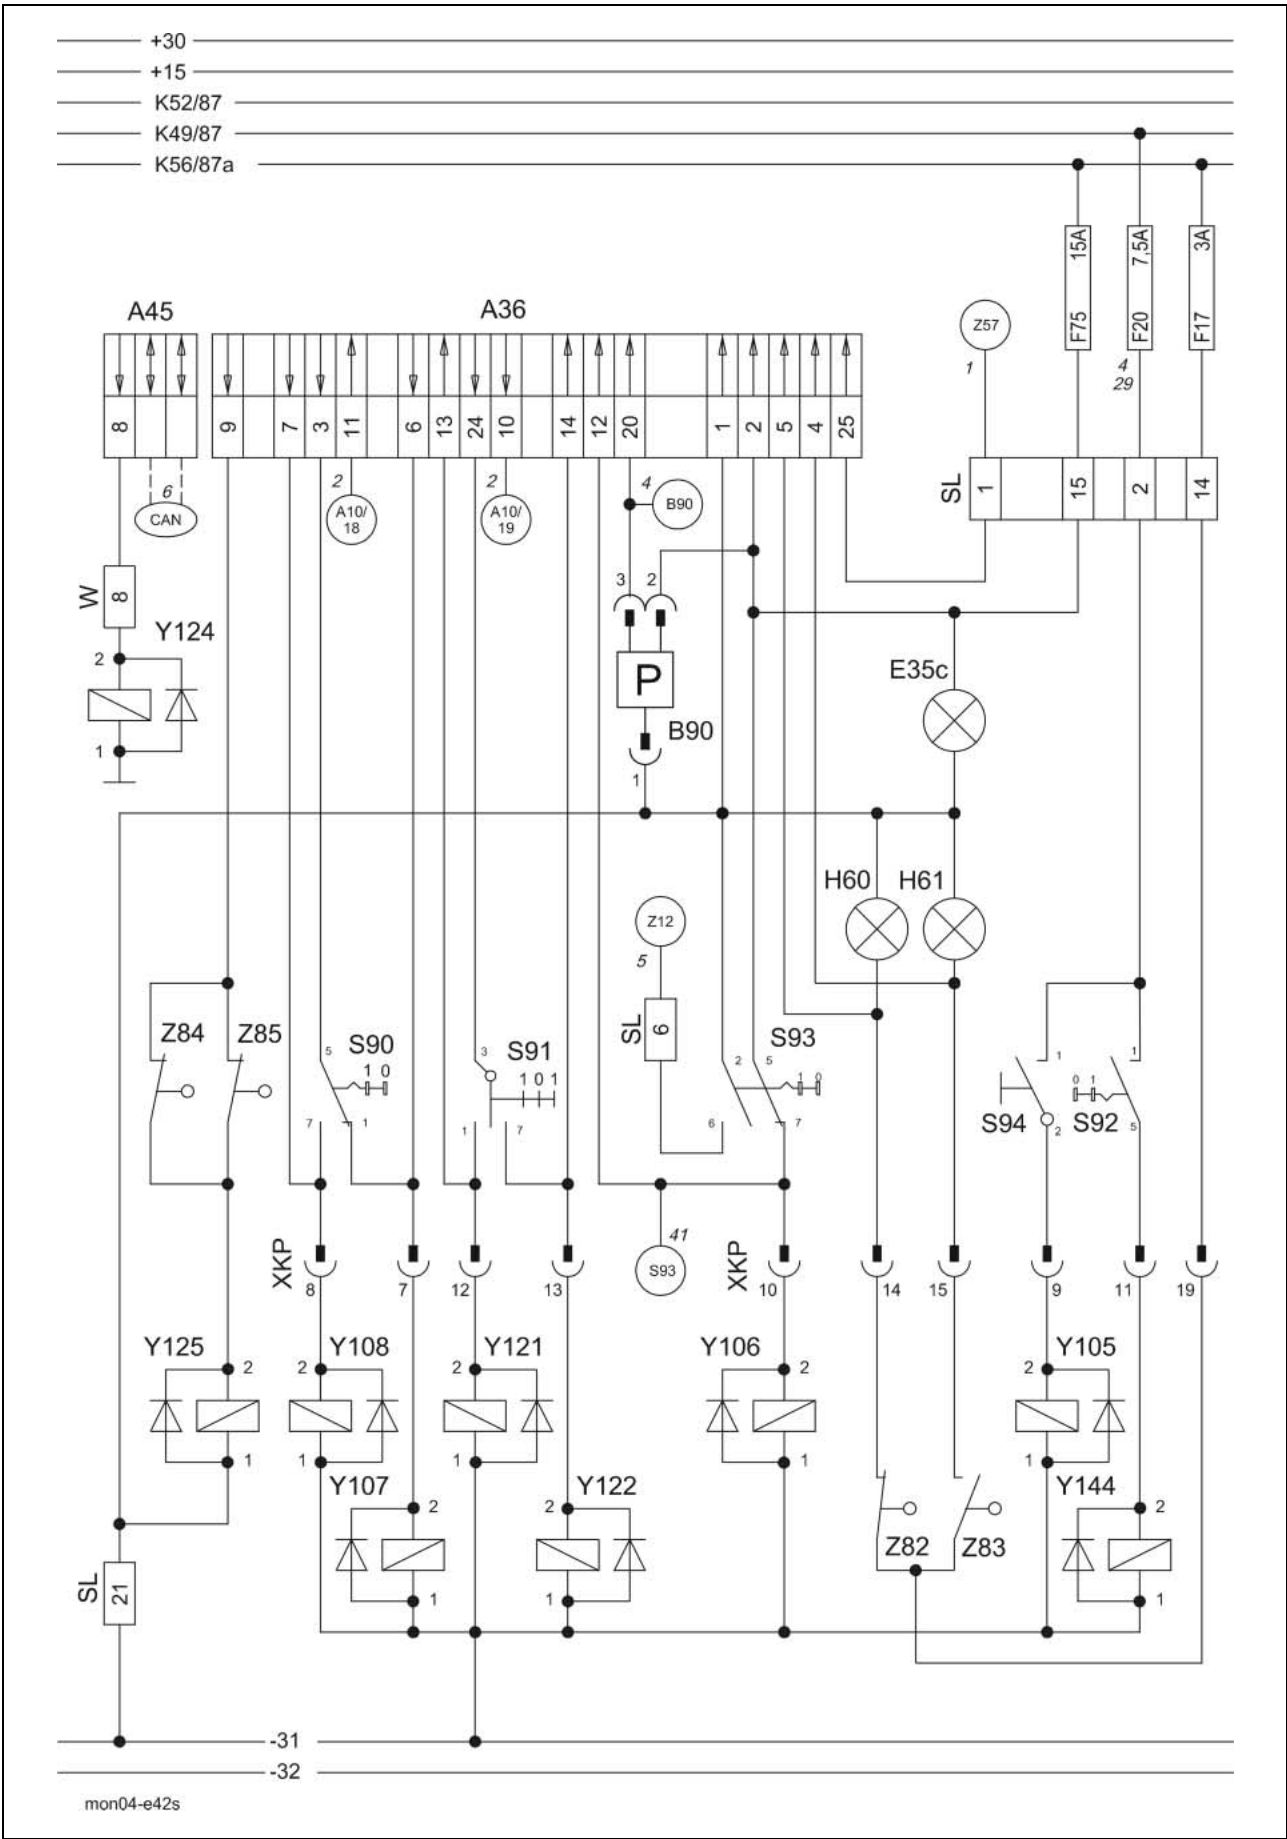 +30
+15
K52/87
K49/87
K56/87a
15A
7,5A
3A
F75
F20
F17
A45
A36
Z57
1
4
29
8
9
7
3
11
6
13
24
10
14
12
20
1
2
5
4
25
SL
1
15
2
14
6
CAN
2
A10/
18
2
A10/
19
4
B90
W
8
Y124
2
1
3
2
P
B90
1
E35c
H60
H61
Z12
5
SL
6
Z84
Z85
S90
5
1 0
7
1
S91
3
1 0 1
1
7
S93
2
5
1
0
6
7
S94
1
2
S92
0
1
1
5
41
S93
XKP
8
7
12
13
XKP
10
14
15
9
11
19
Y125
2
1
Y108
2
1
Y121
2
1
Y106
2
1
Y105
2
1
Y107
2
1
Y122
2
1
Z82
Z83
Y144
2
1
SL
21
-31
-32
mon04-e42s